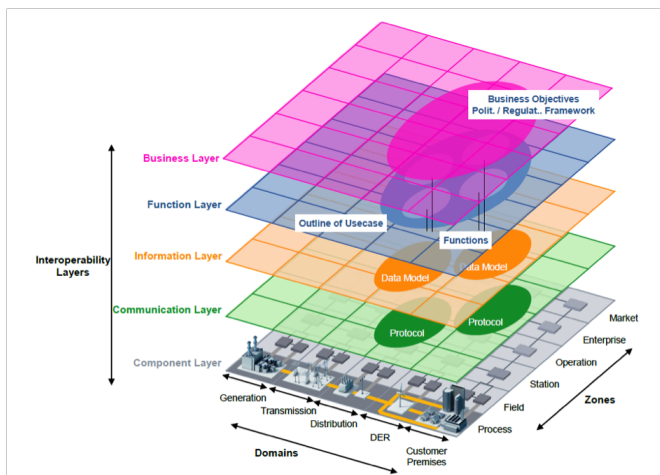 Business Objectives
Polit. / Regulat.. Framework
Business Layer
Function Layer
Outline of Usecase
Functions
Interoperability
Layers
Information Layer
Data Model
Data Model
Communication Layer
Protocol
Protocol
Component Layer
Market
Enterprise
Operation
Station
Field
Process
Zones
Generation
Transmission
Distribution
DER
Customer
Premises
Domains